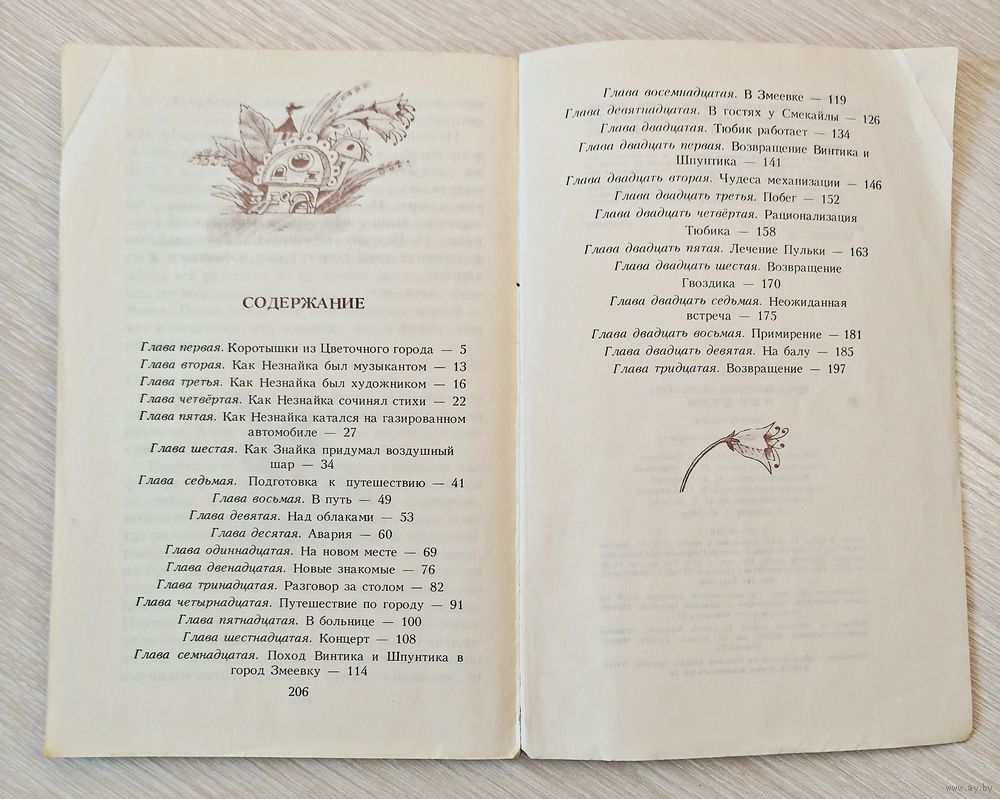 СОДЕРЖАНИЕ
Глава первая. Коротышки из Цветочного города — 5
Глава вторая. Как Незнайка был музыкантом — 13
Глава третья. Как Незнайка был художником — 16
Глава четвёртая. Как Незнайка сочинял стихи — 22
Глава пятая. Как Незнайка катался на газированном
автомобиле — 27
Глава шестая. Как Знайка придумал воздушный
шар — 34
Глава седьмая. Подготовка к путешествию — 41
Глава восьмая. В путь — 49
Глава девятая. Над облаками — 53
Глава десятая. Авария — 60
Глава одиннадцатая. На новом месте — 69
Глава двенадцатая. Новые знакомые — 76
Глава тринадцатая. Разговор за столом — 82
Глава четырнадцатая. Путешествие по городу — 91
Глава пятнадцатая. В больнице — 100
Глава шестнадцатая. Концерт — 108
Глава семнадцатая. Поход Винтика и Шпунтика в
город Змеевку — 114
206
Глава восемнадцатая. В Змеевке — 119
Глава девятнадцатая. В гостях у Смекайлы — 126
Глава двадцатая. Тюбик работает — 134
Глава двадцать первая. Возвращение Винтика и
Шпунтика — 141
Глава двадцать вторая. Чудеса механизации — 146
Глава двадцать третья. Побег — 152
Глава двадцать четвёртая. Рационализация
Тюбика — 158
Глава двадцать пятая. Лечение Пульки — 163
Глава двадцать шестая. Возвращение
Гвоздика — 170
Глава двадцать седьмая. Неожиданная
встреча — 175
Глава двадцать восьмая. Примирение — 181
Глава двадцать девятая. На балу — 185
Глава тридцатая. Возвращение — 197
www.ay.by